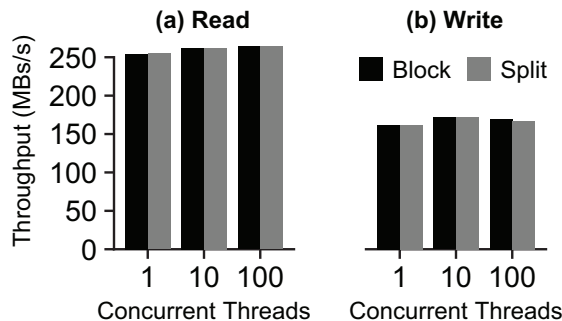 (a) Read
(b) Write
Block
Split
Throughput (MBs/s)
250
200
150
100
50
0
1 10 100
1 10 100
Concurrent Threads
Concurrent Threads